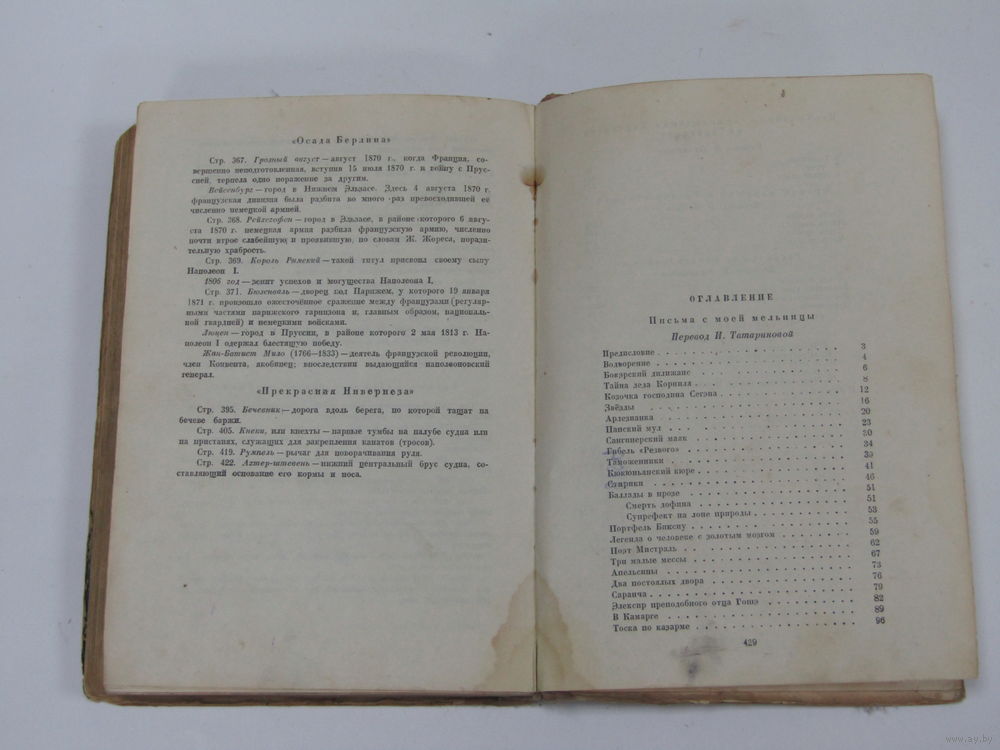 «Осада Берлина»
Стр. 367. Грозный август — август 1870 г., когда Франция, со-
вершенно неподготовленная, вступив 15 июля 1870 г. в войну с Прус-
сией, терпела одно поражение за другим.
Вейсенбург — город в Нижнем Эльзасе. Здесь 4 августа 1870 г.
французская дивизия была разбита во много раз превосходившей её
численно немецкой армией.
Стр. 368. Рейхсгофен — город в Эльзасе, в районе которого 6 авгу-
ста 1870 г. немецкая армия разбила французскую армию, численно
почти втрое слабейшую и проявившую, по словам Ж. Жореса, порази-
тельную храбрость.
Стр. 369. Король Римский — такой титул присвоил своему сыну
Наполеон I.
1806 год — зенит успехов и могущества Наполеона I.
Стр. 371. Бюзенваль — дворец под Парижем, у которого 19 января
1871 г. произошло ожесточённое сражение между французами (регуляр-
ными частями парижского гарнизона и, главным образом, националь-
ной гвардией) и немецкими войсками.
Люцен — город в Пруссии, в районе которого 2 мая 1813 г. На-
полеон I одержал блестящую победу.
Жан-Батист Мило (1766—1833) — деятель французской революции,
член Конвента, якобинец; впоследствии выдающийся наполеоновский
генерал.
«Прекрасная Нивернеза»
Стр. 395. Бечевник — дорога вдоль берега, по которой тащат на
бечеве баржи.
Стр. 405. Кнеки, или кнехты — парные тумбы на палубе судна или
на пристанях, служащих для закрепления канатов (тросов).
Стр. 419. Румпель — рычаг для поворачивания руля.
Стр. 422. Ахтер-штевень — нижний центральный брус судна, со-
ставляющий основание его кормы и носа.
ОГЛАВЛЕНИЕ
Письма с моей мельницы
Перевод И. Татариновой
Предисловие . . . 3
Водворение . . . 4
Бокэрский дилижанс . . . 6
Тайна деда Корниля . . . 8
Козочка господина Сегэна . . . 12
Звёзды . . . 16
Арлезианка . . . 20
Папский мул . . . 23
Сангинерский маяк . . . 30
Гибель «Резвого» . . . 34
Таможенники . . . 39
Кюкюньянский кюре . . . 41
Старики . . . 46
Баллады в прозе . . . 51
Смерть дофина . . . 51
Супрефект на лоне природы . . . 53
Портфель Биксиу . . . 55
Легенда о человеке с золотым мозгом . . . 59
Поэт Мистраль . . . 62
Три малые мессы . . . 67
Апельсины . . . 73
Два постоялых двора . . . 76
Саранча . . . 79
Элексир преподобного отца Гоше . . . 82
В Камарге . . . 89
Тоска по казарме . . . 96
429
www.ay.by